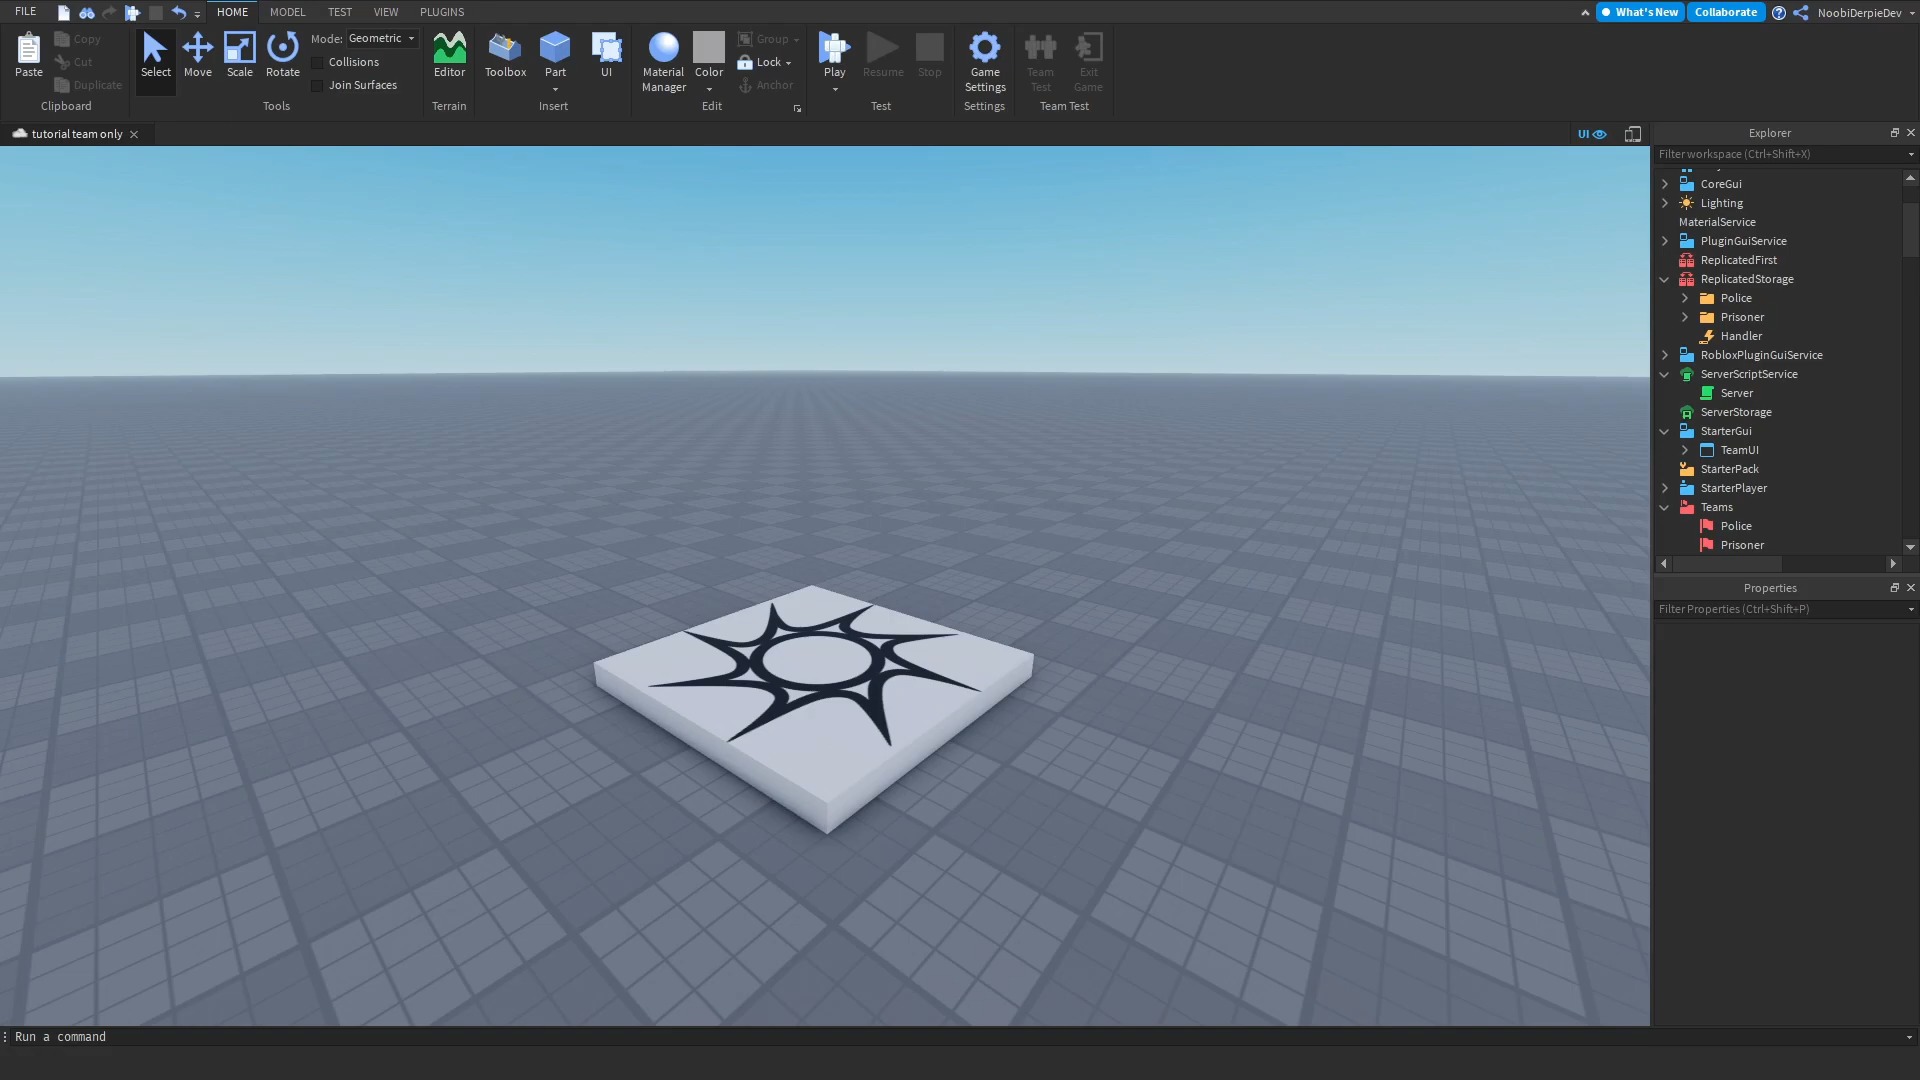 FILE HOME MODEL TEST VIEW PLUGINS What's New Collaborate NoobiDerpieDev
Paste Copy Cut Duplicate Clipboard
Select Move Scale Rotate Mode: Geometric Collisions Join Surfaces Tools
Editor Terrain
Toolbox Part UI Insert
Material Manager Color Group Lock Anchor Edit
Play Resume Stop Test
Game Settings Settings
Team Test Exit Game Team Test
tutorial team only UI
Explorer
Filter workspace (Ctrl+Shift+X)
CoreGui
Lighting
MaterialService
PluginGuiService
ReplicatedFirst
ReplicatedStorage
Police
Prisoner
Handler
RobloxPluginGuiService
ServerScriptService
Server
ServerStorage
StarterGui
TeamUI
StarterPack
StarterPlayer
Teams
Police
Prisoner
Properties
Filter Properties (Ctrl+Shift+P)
Run a command